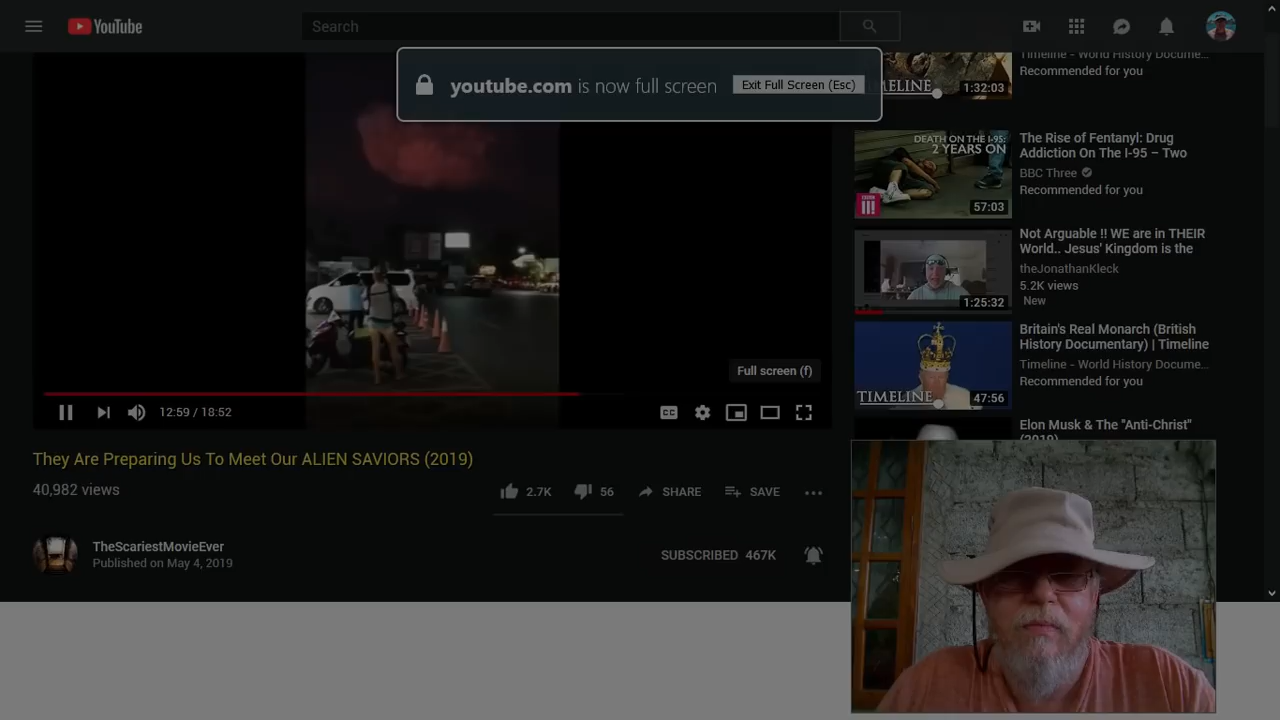 YouTube
Search
youtube.com is now full screen
Exit Full Screen (Esc)
Full screen (f)
12:59 / 18:52
CC
They Are Preparing Us To Meet Our ALIEN SAVIORS (2019)
40,982 views
2.7K
56
SHARE
SAVE
TheScariestMovieEver
Published on May 4, 2019
SUBSCRIBED 467K
TIMELINE
1:32:03
Timeline - World History Docume...
Recommended for you
DEATH ON THE I-95:
2 YEARS ON
57:03
The Rise of Fentanyl: Drug
Addiction On The I-95 – Two
BBC Three
Recommended for you
1:25:32
Not Arguable !! WE are in THEIR
World.. Jesus' Kingdom is the
theJonathanKleck
5.2K views
New
TIMELINE
47:56
Britain's Real Monarch (British
History Documentary) | Timeline
Timeline - World History Docume...
Recommended for you
Elon Musk & The "Anti-Christ"
(2019)